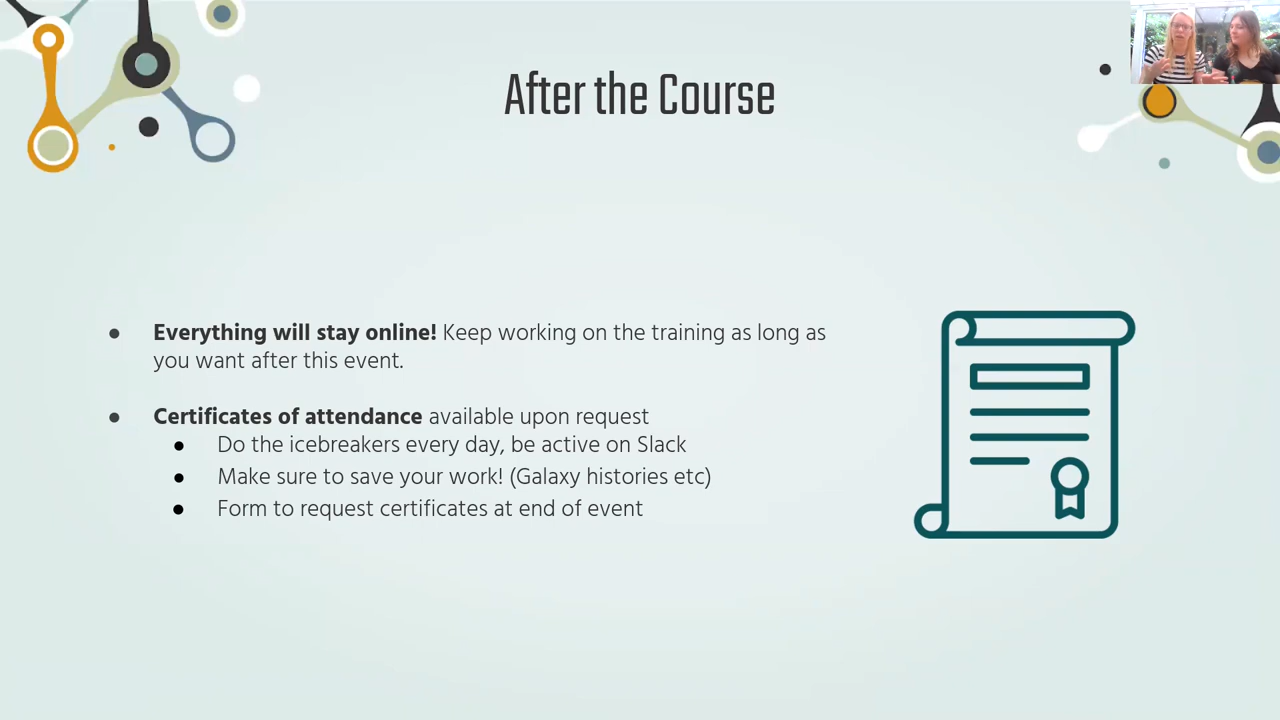 After the Course
● Everything will stay online! Keep working on the training as long as
you want after this event.
● Certificates of attendance available upon request
● Do the icebreakers every day, be active on Slack
● Make sure to save your work! (Galaxy histories etc)
● Form to request certificates at end of event